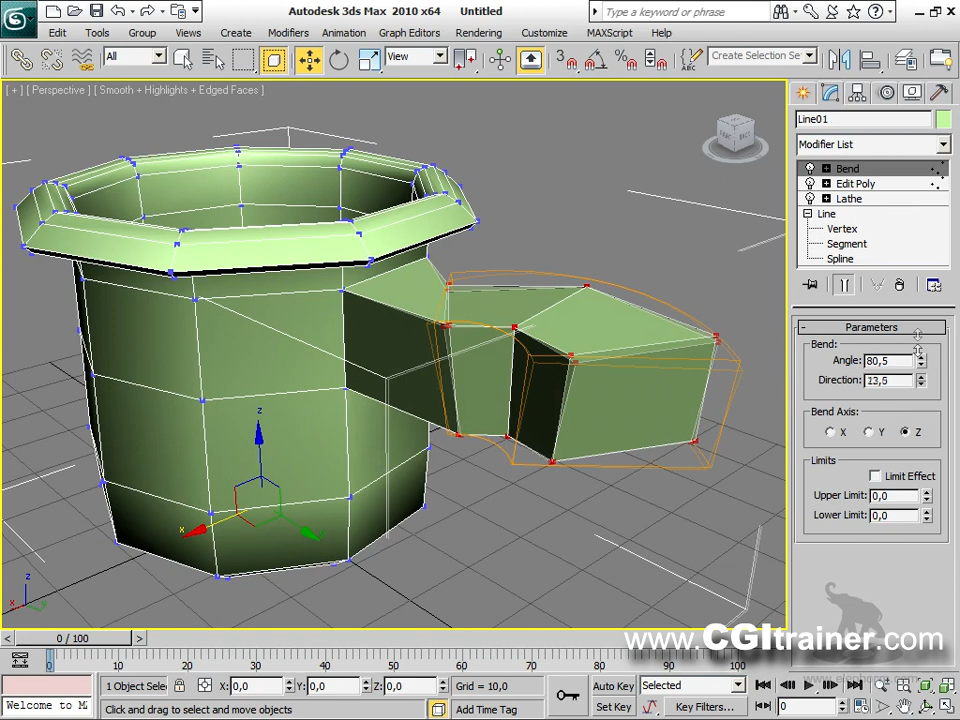 Autodesk 3ds Max 2010 x64 Untitled
Type a keyword or phrase
Edit Tools Group Views Create Modifiers Animation Graph Editors Rendering Customize MAXScript Help
All View 3 Create Selection Se
[ + ] [ Perspective ] [ Smooth + Highlights + Edged Faces ]
Line01
Modifier List
Bend
Edit Poly
Lathe
Line
Vertex
Segment
Spline
Parameters
Bend:
Angle: 80,5
Direction: 13,5
Bend Axis:
X Y Z
Limits
Limit Effect
Upper Limit: 0,0
Lower Limit: 0,0
z
x
z
x y
www.CGItrainer.com
< 0 / 100 >
0 10 20 30 40 50 60 70 80 90 100
1 Object Selec X: 0,0 Y: 0,0 Z: 0,0 Grid = 10,0 Auto Key Selected
Welcome to M Click and drag to select and move objects Add Time Tag Set Key Key Filters... 0